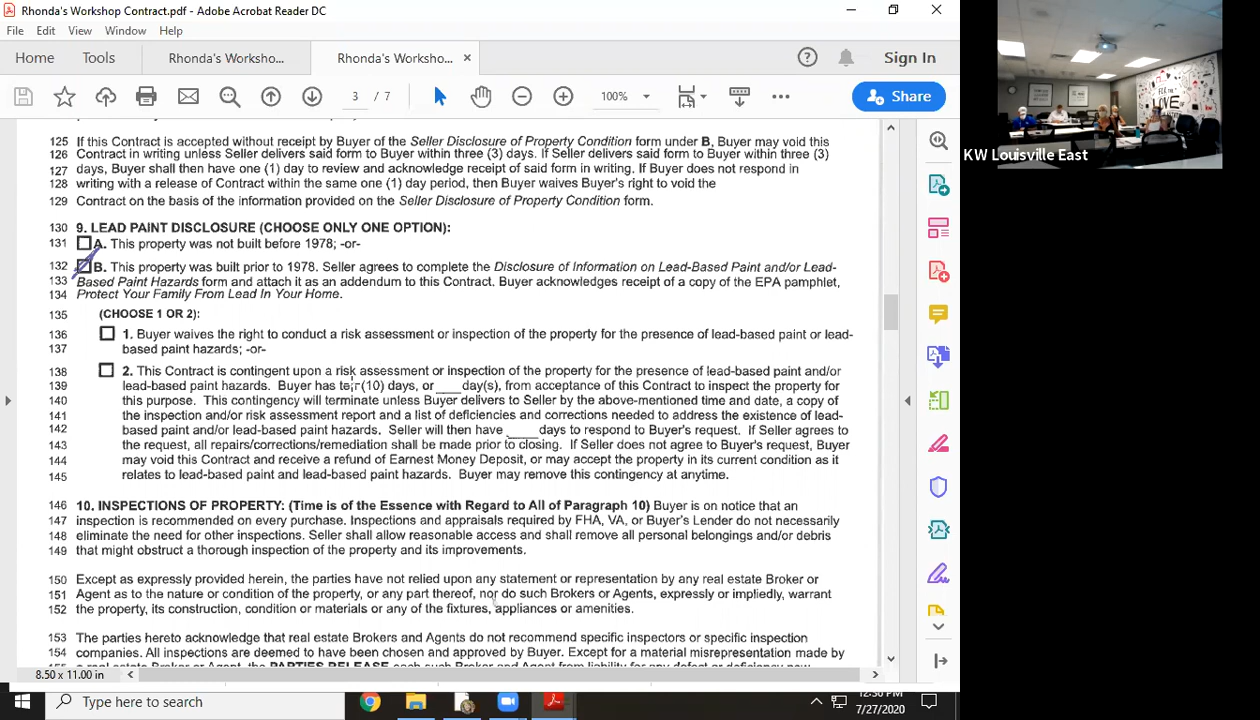 Rhonda's Workshop Contract.pdf - Adobe Acrobat Reader DC
File Edit View Window Help
Home Tools Rhonda's Worksho... Rhonda's Worksho... × Sign In
3 / 7 100% Share
125 If this Contract is accepted without receipt by Buyer of the Seller Disclosure of Property Condition form under B, Buyer may void this
126 Contract in writing unless Seller delivers said form to Buyer within three (3) days. If Seller delivers said form to Buyer within three (3)
127 days, Buyer shall then have one (1) day to review and acknowledge receipt of said form in writing. If Buyer does not respond in
128 writing with a release of Contract within the same one (1) day period, then Buyer waives Buyer's right to void the
129 Contract on the basis of the information provided on the Seller Disclosure of Property Condition form.
130 9. LEAD PAINT DISCLOSURE (CHOOSE ONLY ONE OPTION):
131 A. This property was not built before 1978; -or-
132 B. This property was built prior to 1978. Seller agrees to complete the Disclosure of Information on Lead-Based Paint and/or Lead-
133 Based Paint Hazards form and attach it as an addendum to this Contract. Buyer acknowledges receipt of a copy of the EPA pamphlet,
134 Protect Your Family From Lead In Your Home.
135 (CHOOSE 1 OR 2):
136 1. Buyer waives the right to conduct a risk assessment or inspection of the property for the presence of lead-based paint or lead-
137 based paint hazards; -or-
138 2. This Contract is contingent upon a risk assessment or inspection of the property for the presence of lead-based paint and/or
139 lead-based paint hazards. Buyer has ten (10) days, or ____day(s), from acceptance of this Contract to inspect the property for
140 this purpose. This contingency will terminate unless Buyer delivers to Seller by the above-mentioned time and date, a copy of
141 the inspection and/or risk assessment report and a list of deficiencies and corrections needed to address the existence of lead-
142 based paint and/or lead-based paint hazards. Seller will then have _____days to respond to Buyer's request. If Seller agrees to
143 the request, all repairs/corrections/remediation shall be made prior to closing. If Seller does not agree to Buyer's request, Buyer
144 may void this Contract and receive a refund of Earnest Money Deposit, or may accept the property in its current condition as it
145 relates to lead-based paint and lead-based paint hazards. Buyer may remove this contingency at anytime.
146 10. INSPECTIONS OF PROPERTY: (Time is of the Essence with Regard to All of Paragraph 10) Buyer is on notice that an
147 inspection is recommended on every purchase. Inspections and appraisals required by FHA, VA, or Buyer's Lender do not necessarily
148 eliminate the need for other inspections. Seller shall allow reasonable access and shall remove all personal belongings and/or debris
149 that might obstruct a thorough inspection of the property and its improvements.
150 Except as expressly provided herein, the parties have not relied upon any statement or representation by any real estate Broker or
151 Agent as to the nature or condition of the property, or any part thereof, nor do such Brokers or Agents, expressly or impliedly, warrant
152 the property, its construction, condition or materials or any of the fixtures, appliances or amenities.
153 The parties hereto acknowledge that real estate Brokers and Agents do not recommend specific inspectors or specific inspection
154 companies. All inspections are deemed to have been chosen and approved by Buyer. Except for a material misrepresentation made by
8.50 x 11.00 in
Type here to search
7/27/2020
LOVE
KW Louisville East